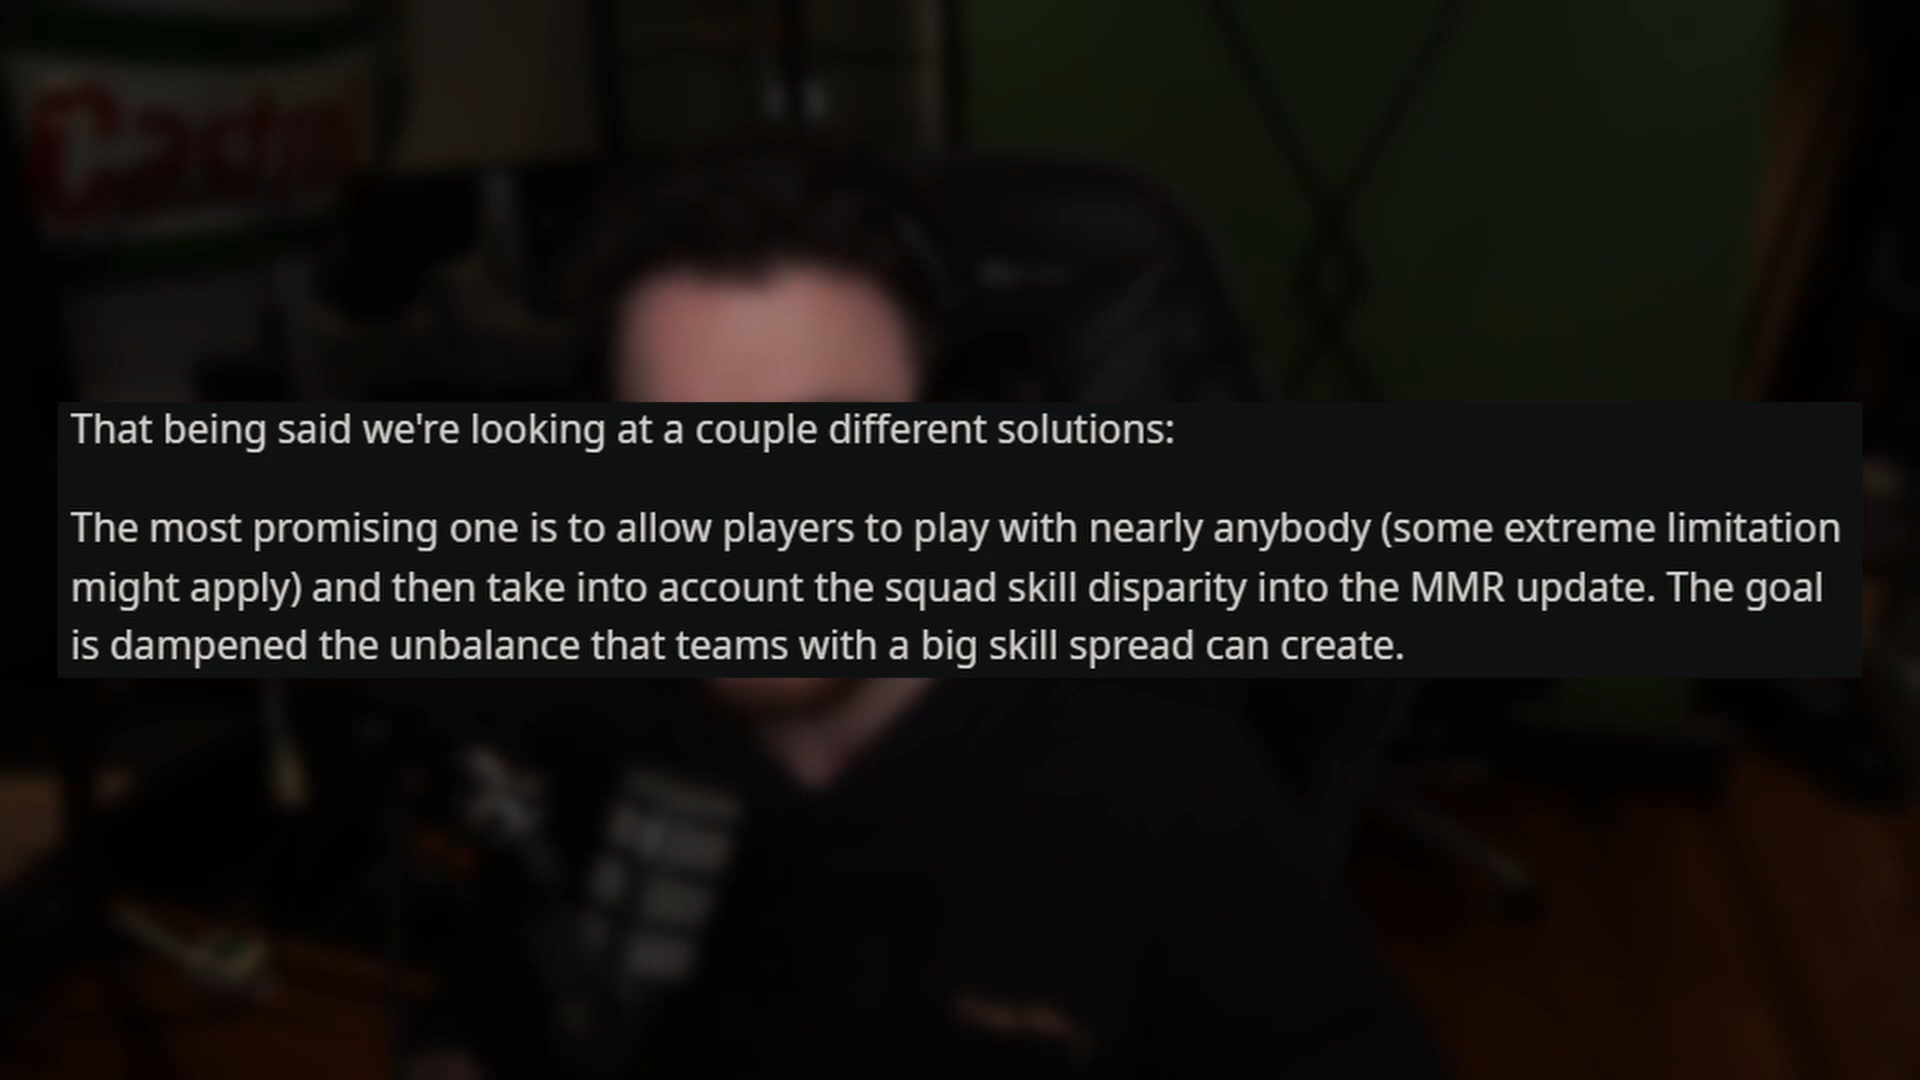 That being said we're looking at a couple different solutions:
The most promising one is to allow players to play with nearly anybody (some extreme limitation
might apply) and then take into account the squad skill disparity into the MMR update. The goal
is dampened the unbalance that teams with a big skill spread can create.